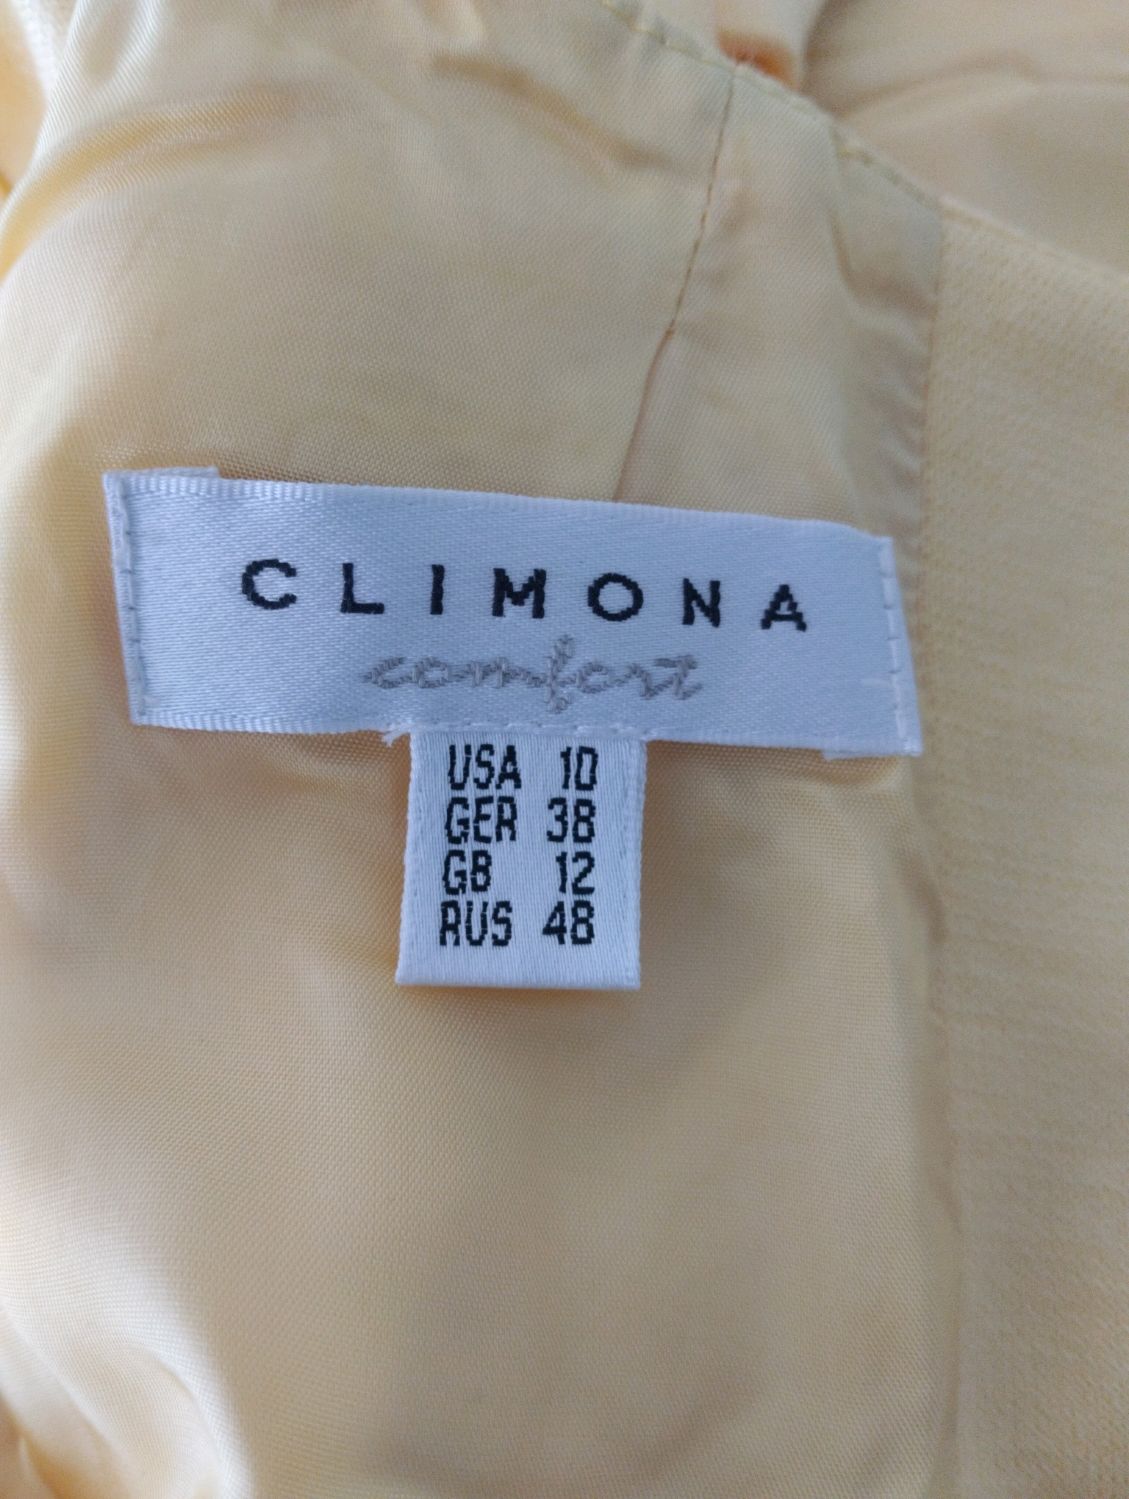 CLIMONA
comfort
USA 10
GER 38
GB 12
RUS 48